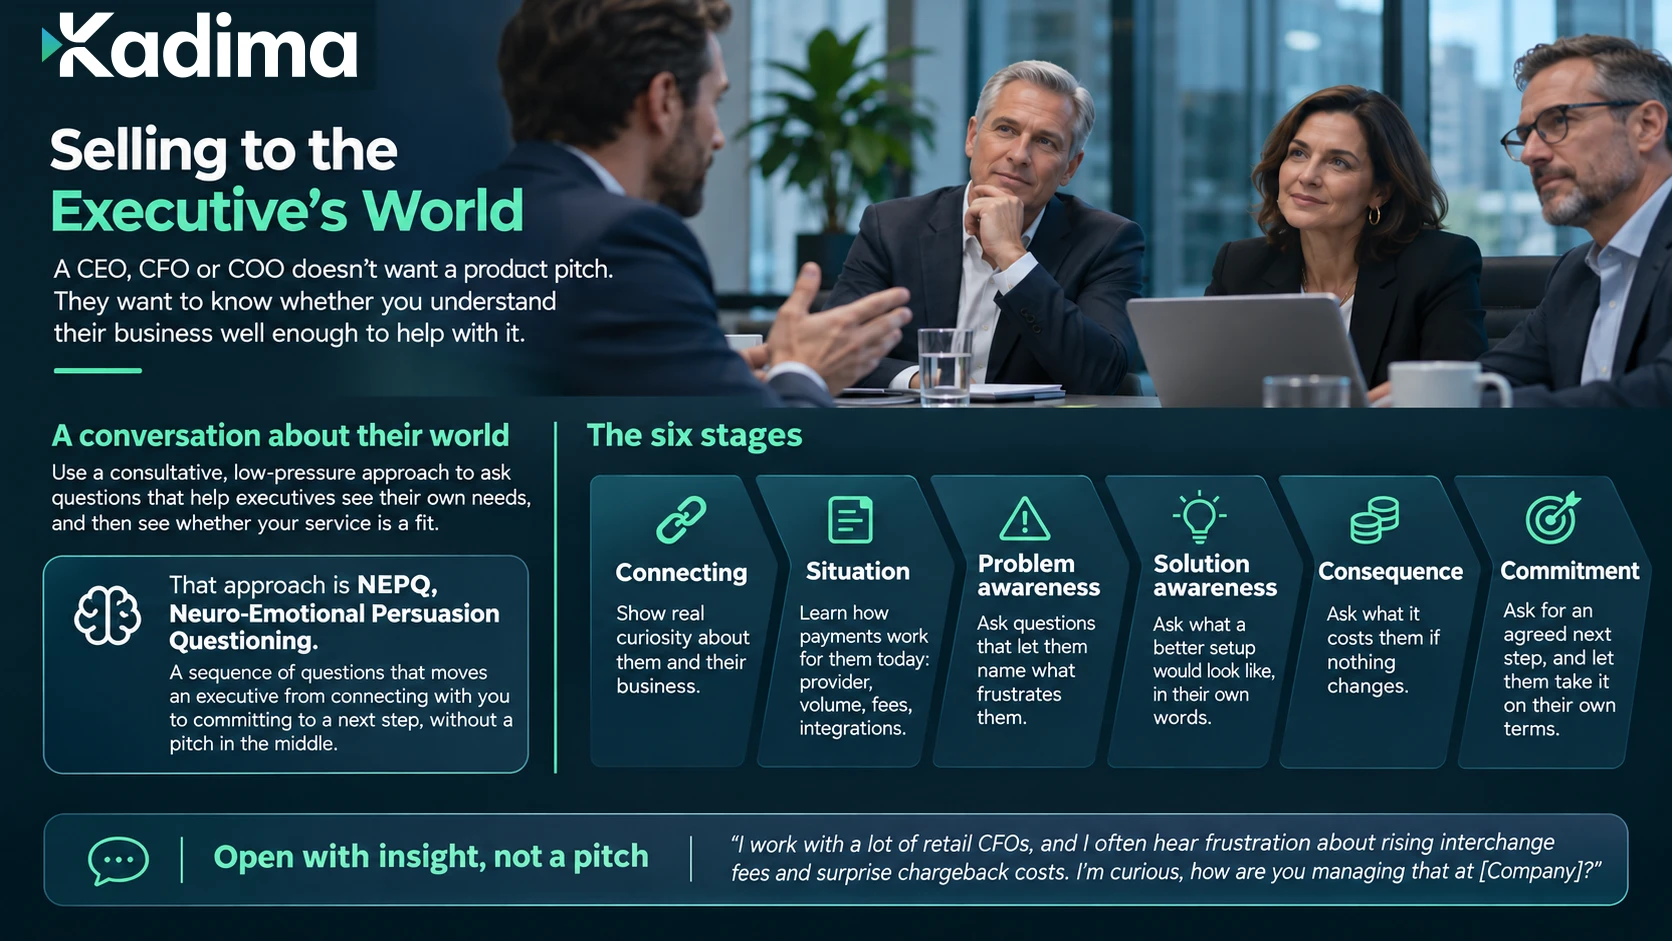 Kadima
Selling to the
Executive's World
A CEO, CFO or COO doesn't want a product pitch.
They want to know whether you understand
their business well enough to help with it.
A conversation about their world
Use a consultative, low-pressure approach to ask
questions that help executives see their own needs,
and then see whether your service is a fit.
That approach is NEPQ,
Neuro-Emotional Persuasion
Questioning.
A sequence of questions that moves
an executive from connecting with you
to committing to a next step, without a
pitch in the middle.
The six stages
Connecting
Show real
curiosity about
them and their
business.
Situation
Learn how
payments work
for them today:
provider,
volume, fees,
integrations.
Problem
awareness
Ask questions
that let them
name what
frustrates
them.
Solution
awareness
Ask what a
better setup
would look like,
in their own
words.
Consequence
Ask what it
costs them if
nothing
changes.
Commitment
Ask for an
agreed next
step, and let
them take it
on their own
terms.
Open with insight, not a pitch
"I work with a lot of retail CFOs, and I often hear frustration about rising interchange
fees and surprise chargeback costs. I'm curious, how are you managing that at [Company]?"